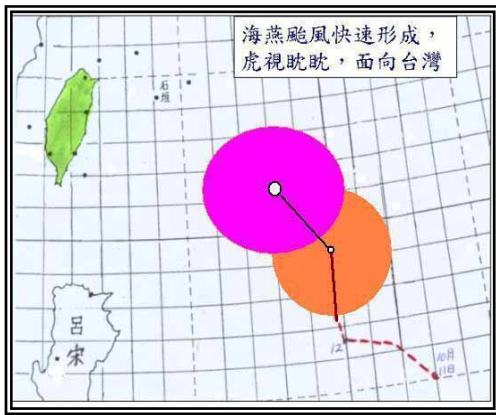 海燕颱風快速形成，
虎視眈眈，面向台灣
石垣
呂宋
12
10月
11日